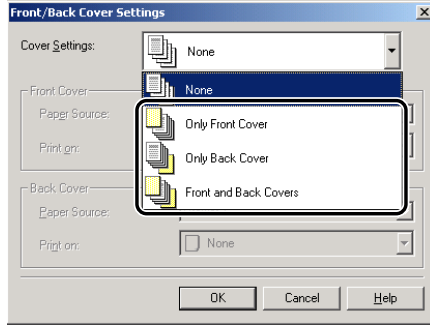 Front/Back Cover Settings
Cover Settings:
None
None
Front Cover
Paper Source:
Only Front Cover
Print on:
Only Back Cover
Back Cover
Front and Back Covers
Paper Source:
Print on:
None
OK
Cancel
Help